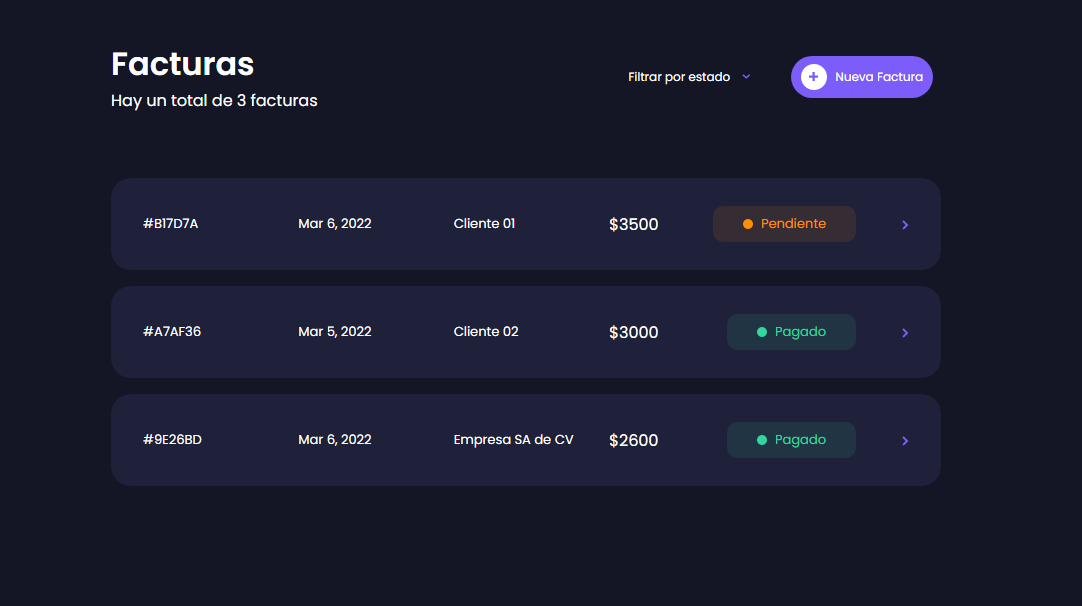 Facturas
Hay un total de 3 facturas
Filtrar por estado
Nueva Factura
#B17D7A Mar 6, 2022 Cliente 01 $3500 Pendiente
#A7AF36 Mar 5, 2022 Cliente 02 $3000 Pagado
#9E26BD Mar 6, 2022 Empresa SA de CV $2600 Pagado